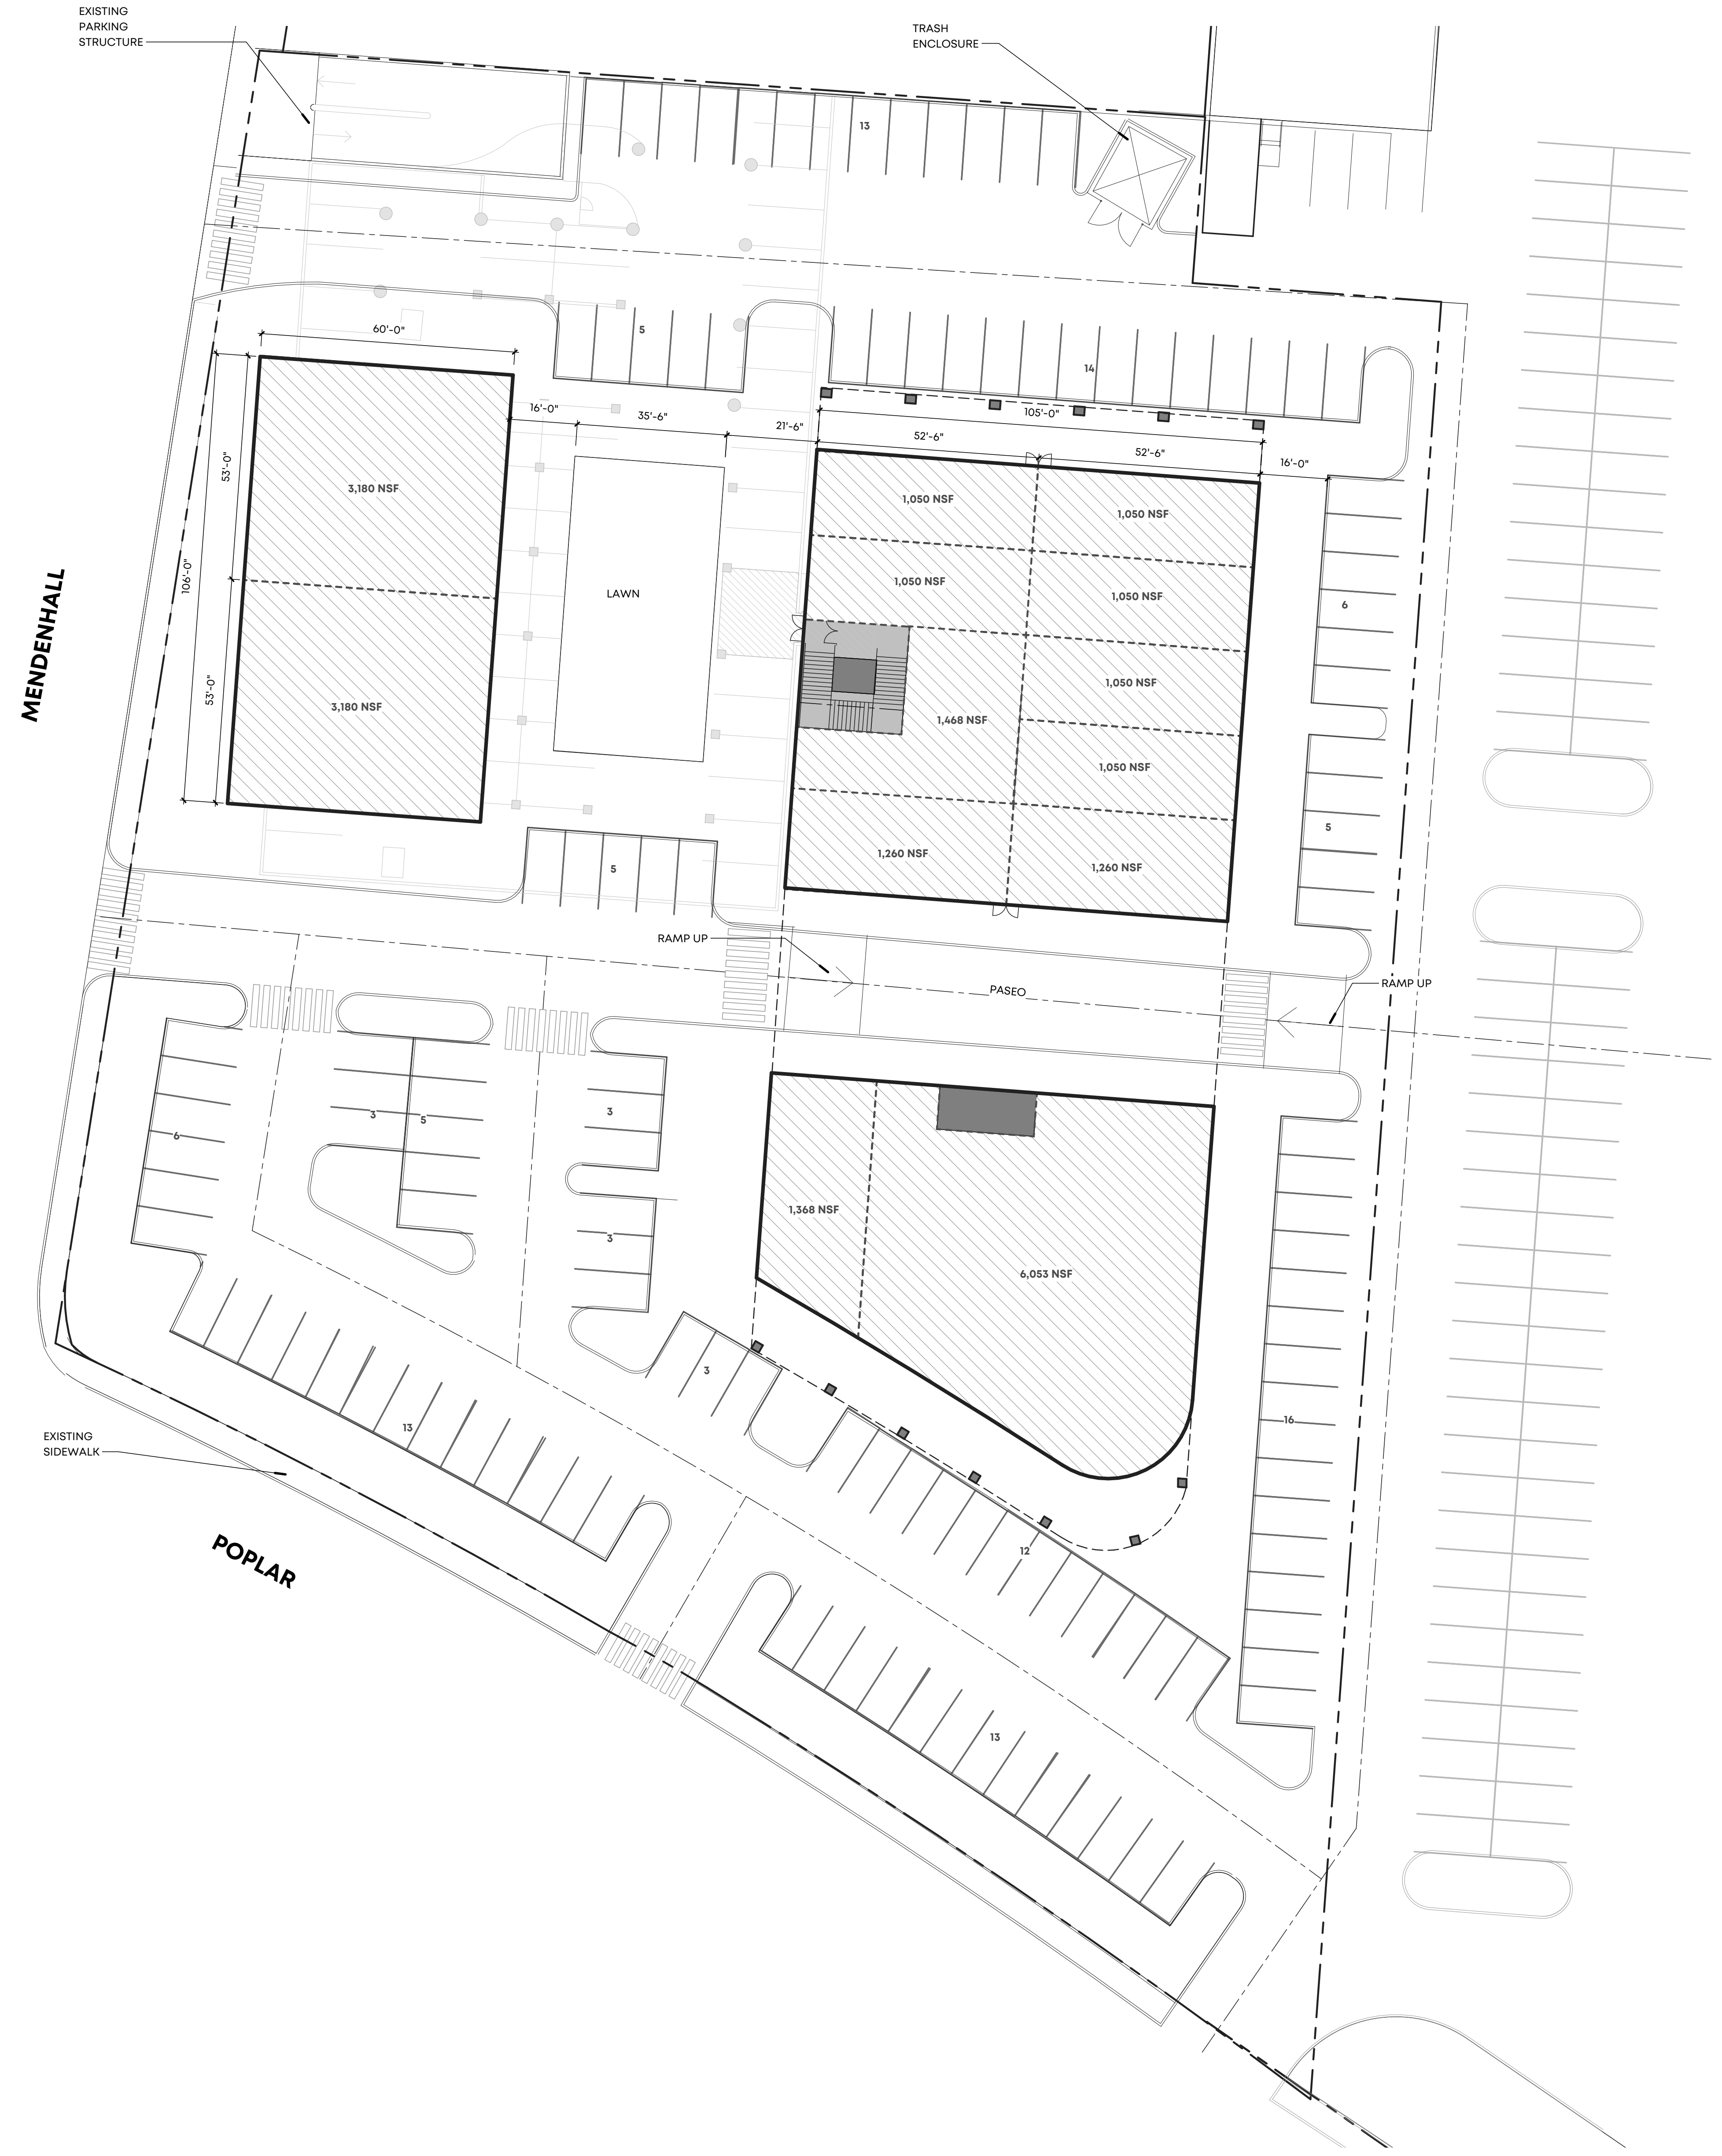 EXISTING
PARKING
STRUCTURE
TRASH
ENCLOSURE
13
60'-0"
5
14
16'-0"
35'-6"
21'-6"
105'-0"
52'-6"
52'-6"
16'-0"
53'-0"
3,180 NSF
1,050 NSF
1,050 NSF
106'-0"
LAWN
1,050 NSF
1,050 NSF
6
MENDENHALL
53'-0"
3,180 NSF
1,468 NSF
1,050 NSF
1,050 NSF
5
1,260 NSF
1,260 NSF
5
RAMP UP
PASEO
RAMP UP
6
3
5
3
3
1,368 NSF
6,053 NSF
3
13
16
EXISTING
SIDEWALK
POPLAR
12
13